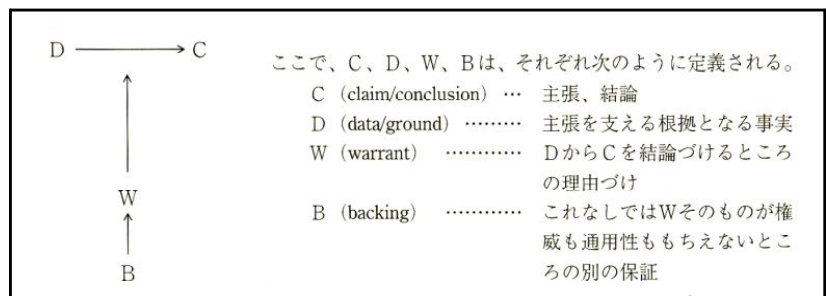 D → C
ここで、C、D、W、Bは、それぞれ次のように定義される。
C (claim/conclusion) … 主張、結論
D (data/ground) ……… 主張を支える根拠となる事実
W (warrant) ………… DからCを結論づけるところ
の理由づけ
W
B (backing) ………… これなしではWそのものが権
威も通用性ももちえないとこ
ろの別の保証
B